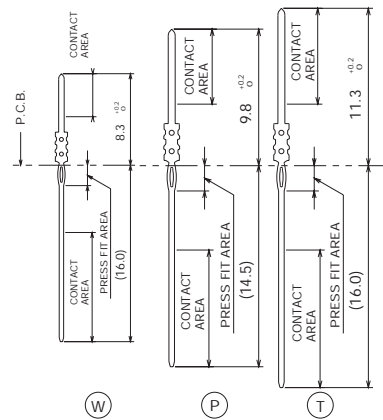 P.C.B.
CONTACT
AREA
8.3 +0.2 0
PRESS FIT AREA
(16.0)
CONTACT
AREA
W
CONTACT
AREA
9.8 +0.2 0
PRESS FIT AREA
(14.5)
CONTACT
AREA
P
CONTACT
AREA
11.3 +0.2 0
PRESS FIT AREA
(16.0)
CONTACT
AREA
T